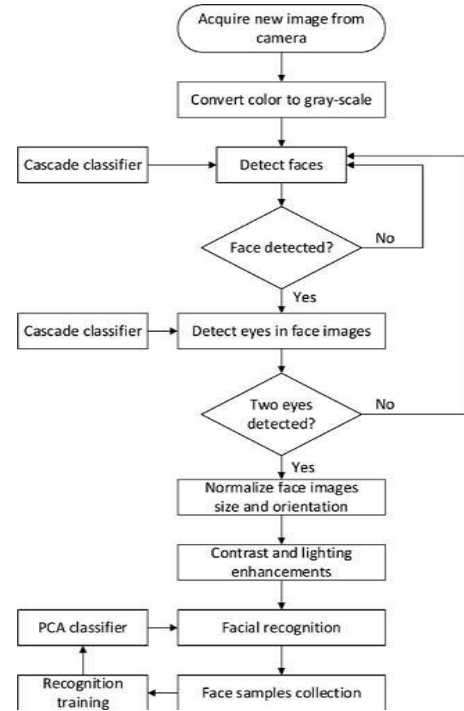 Acquire new image from
camera
Convert color to gray-scale
Cascade classifier
Detect faces
Face detected?
No
Yes
Cascade classifier
Detect eyes in face images
Two eyes
detected?
No
Yes
Normalize face images
size and orientation
Contrast and lighting
enhancements
PCA classifier
Facial recognition
Recognition
training
Face samples collection